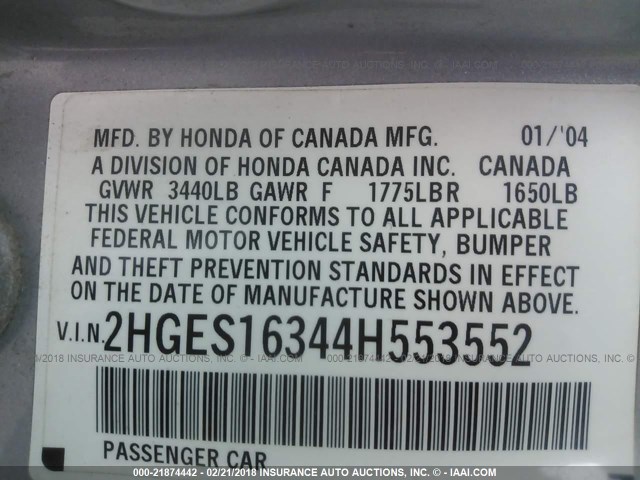 MFD. BY HONDA OF CANADA MFG. 01/'04
A DIVISION OF HONDA CANADA INC. CANADA
GVWR 3440LB GAWR F 1775LB R 1650LB
THIS VEHICLE CONFORMS TO ALL APPLICABLE
FEDERAL MOTOR VEHICLE SAFETY, BUMPER
AND THEFT PREVENTION STANDARDS IN EFFECT
ON THE DATE OF MANUFACTURE SHOWN ABOVE.
V.I.N. 2HGES16344H553552
PASSENGER CAR
000-21874442 - 02/21/2018 INSURANCE AUTO AUCTIONS, INC. - © IAAI.COM